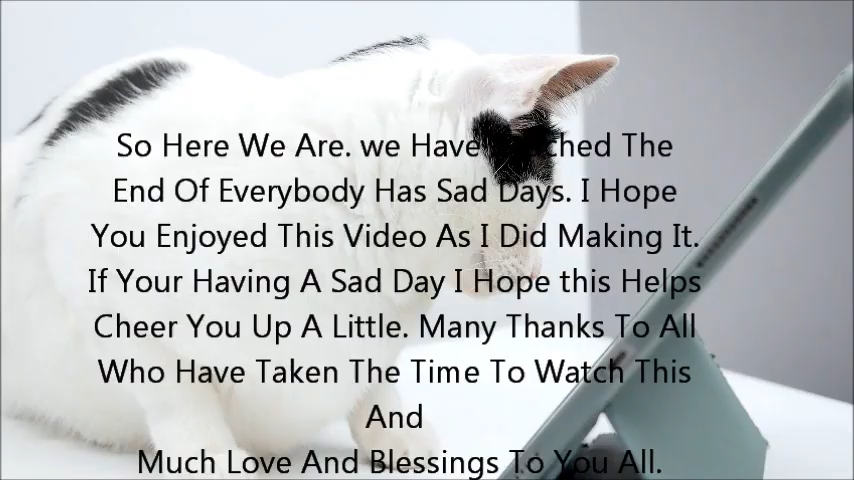 So Here We Are. we Have Reached The
End Of Everybody Has Sad Days. I Hope
You Enjoyed This Video As I Did Making It.
If Your Having A Sad Day I Hope this Helps
Cheer You Up A Little. Many Thanks To All
Who Have Taken The Time To Watch This
And
Much Love And Blessings To You All.